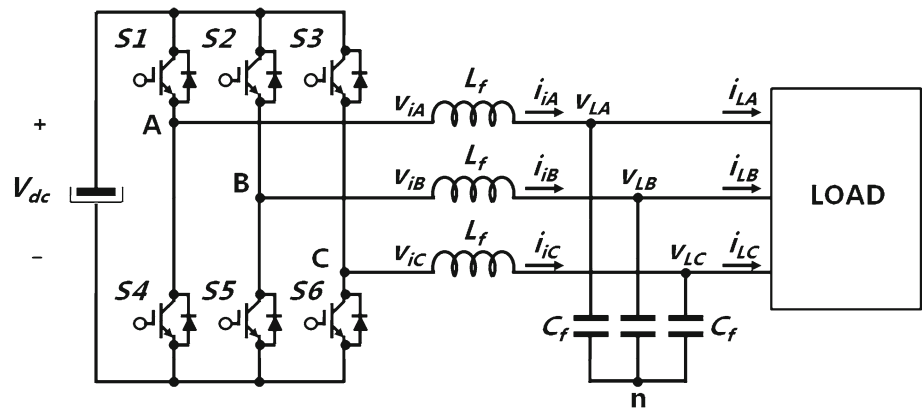 S1 S2 S3
+
V_dc
−
A
B
C
S4 S5 S6
v_iA L_f i_iA v_LA i_LA
v_iB L_f i_iB v_LB i_LB
v_iC L_f i_iC v_LC i_LC
LOAD
C_f C_f
n